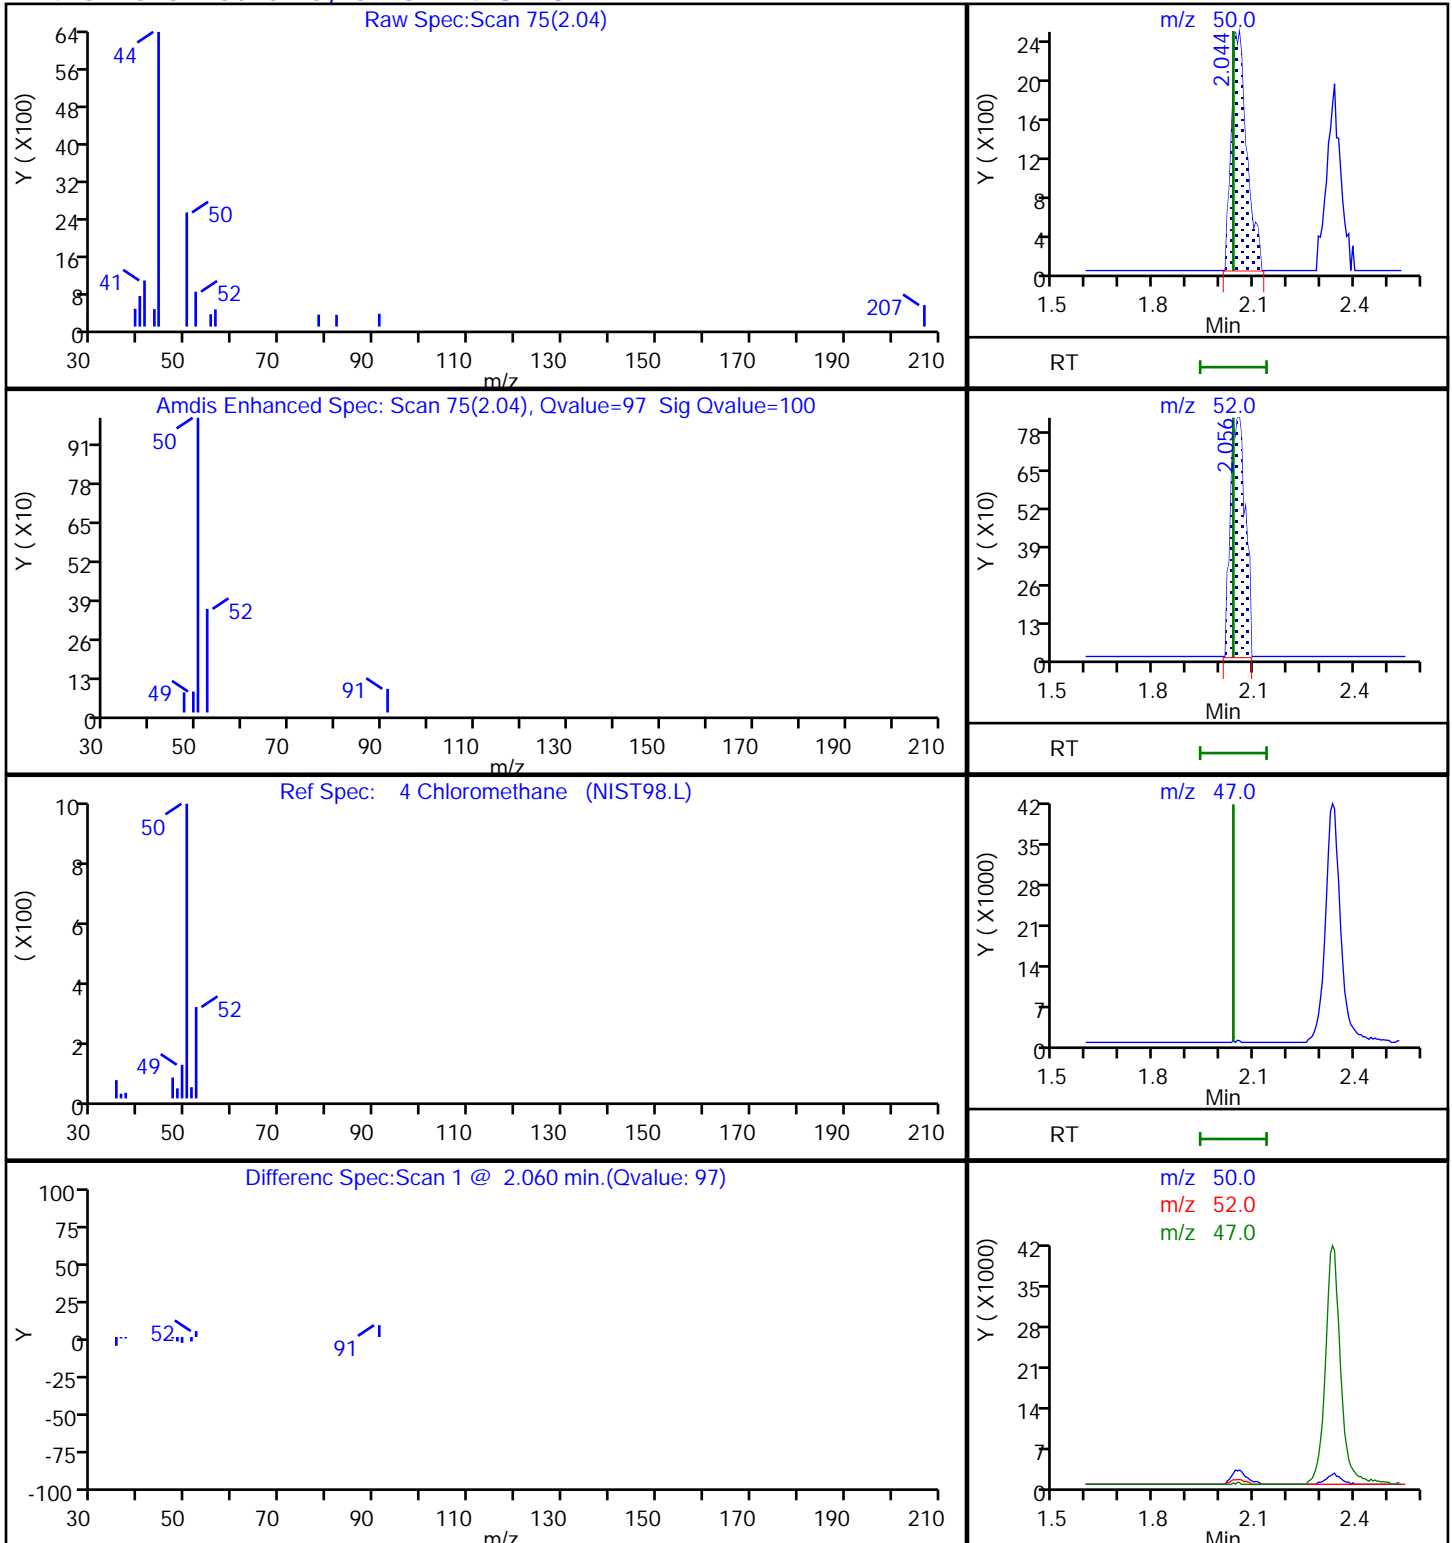 Raw Spec:Scan 75(2.04)
Y ( X100)
64
56
48
40
32
24
16
8
0
44
50
41
52
207
30 50 70 90 110 130 150 170 190 210
m/z
m/z 50.0
Y ( X100)
24
20
16
12
8
4
0
2.044
1.5 1.8 2.1 2.4
Min
RT
Amdis Enhanced Spec: Scan 75(2.04), Qvalue=97 Sig Qvalue=100
Y ( X10)
91
78
65
52
39
26
13
0
50
52
49
91
30 50 70 90 110 130 150 170 190 210
m/z
m/z 52.0
Y ( X10)
78
65
52
39
26
13
0
2.056
1.5 1.8 2.1 2.4
Min
RT
Ref Spec: 4 Chloromethane (NIST98.L)
( X100)
10
8
6
4
2
0
50
52
49
30 50 70 90 110 130 150 170 190 210
m/z 47.0
Y ( X1000)
42
35
28
21
14
7
0
1.5 1.8 2.1 2.4
Min
RT
Differenc Spec:Scan 1 @ 2.060 min.(Qvalue: 97)
Y
100
75
50
25
0
-25
-50
-75
-100
52
91
30 50 70 90 110 130 150 170 190 210
m/z
m/z 50.0
m/z 52.0
m/z 47.0
Y ( X1000)
42
35
28
21
14
7
0
1.5 1.8 2.1 2.4
Min